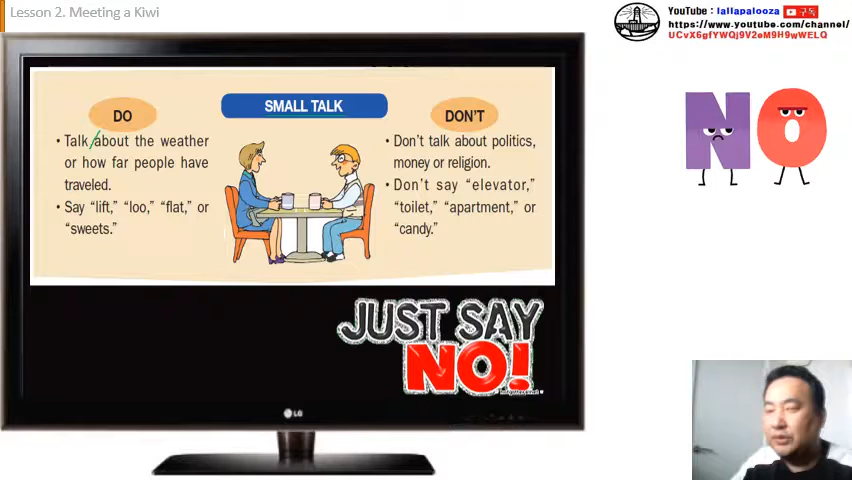 Lesson 2. Meeting a Kiwi
YouTube : lallapalooza 구독
https://www.youtube.com/channel/
UCvX6gfYWQj9V2eM9H9wWELQ
NO
SMALL TALK
DO
• Talk about the weather
or how far people have
traveled.
• Say “lift,” “loo,” “flat,” or
“sweets.”
DON'T
• Don't talk about politics,
money or religion.
• Don't say “elevator,”
“toilet,” “apartment,” or
“candy.”
JUST SAY
NO!
LG